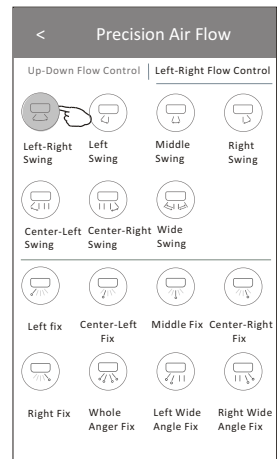 < Precision Air Flow
Up-Down Flow Control Left-Right Flow Control
Left-Right Swing
Left Swing
Middle Swing
Right Swing
Center-Left Swing
Center-Right Swing
Wide Swing
Left fix
Center-Left Fix
Middle Fix
Center-Right Fix
Right Fix
Whole Anger Fix
Left Wide Angle Fix
Right Wide Angle Fix